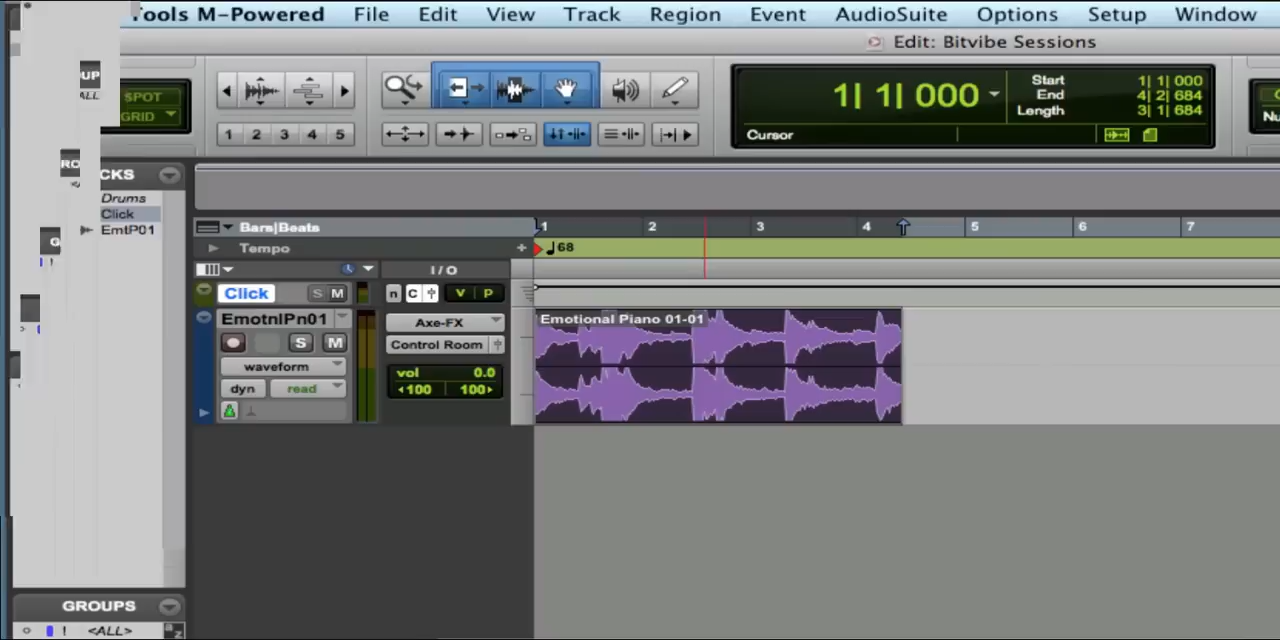 Tools M-Powered File Edit View Track Region Event AudioSuite Options Setup Window
Edit: Bitvibe Sessions
UP
ALL
SPOT
GRID
1 2 3 4 5
1| 1| 000
Start 1| 1| 000
End 4| 2| 684
Length 3| 1| 684
Cursor
Nu
RO
CKS
Drums
Click
EmtP01
G
!
Bars|Beats
1 2 3 4 5 6 7
Tempo
68
I/O
Click S M
n C V P
EmotnlPn01
Axe-FX
Emotional Piano 01-01
S M
Control Room
waveform
vol 0.0
dyn read
100 100
GROUPS
! <ALL>
a z